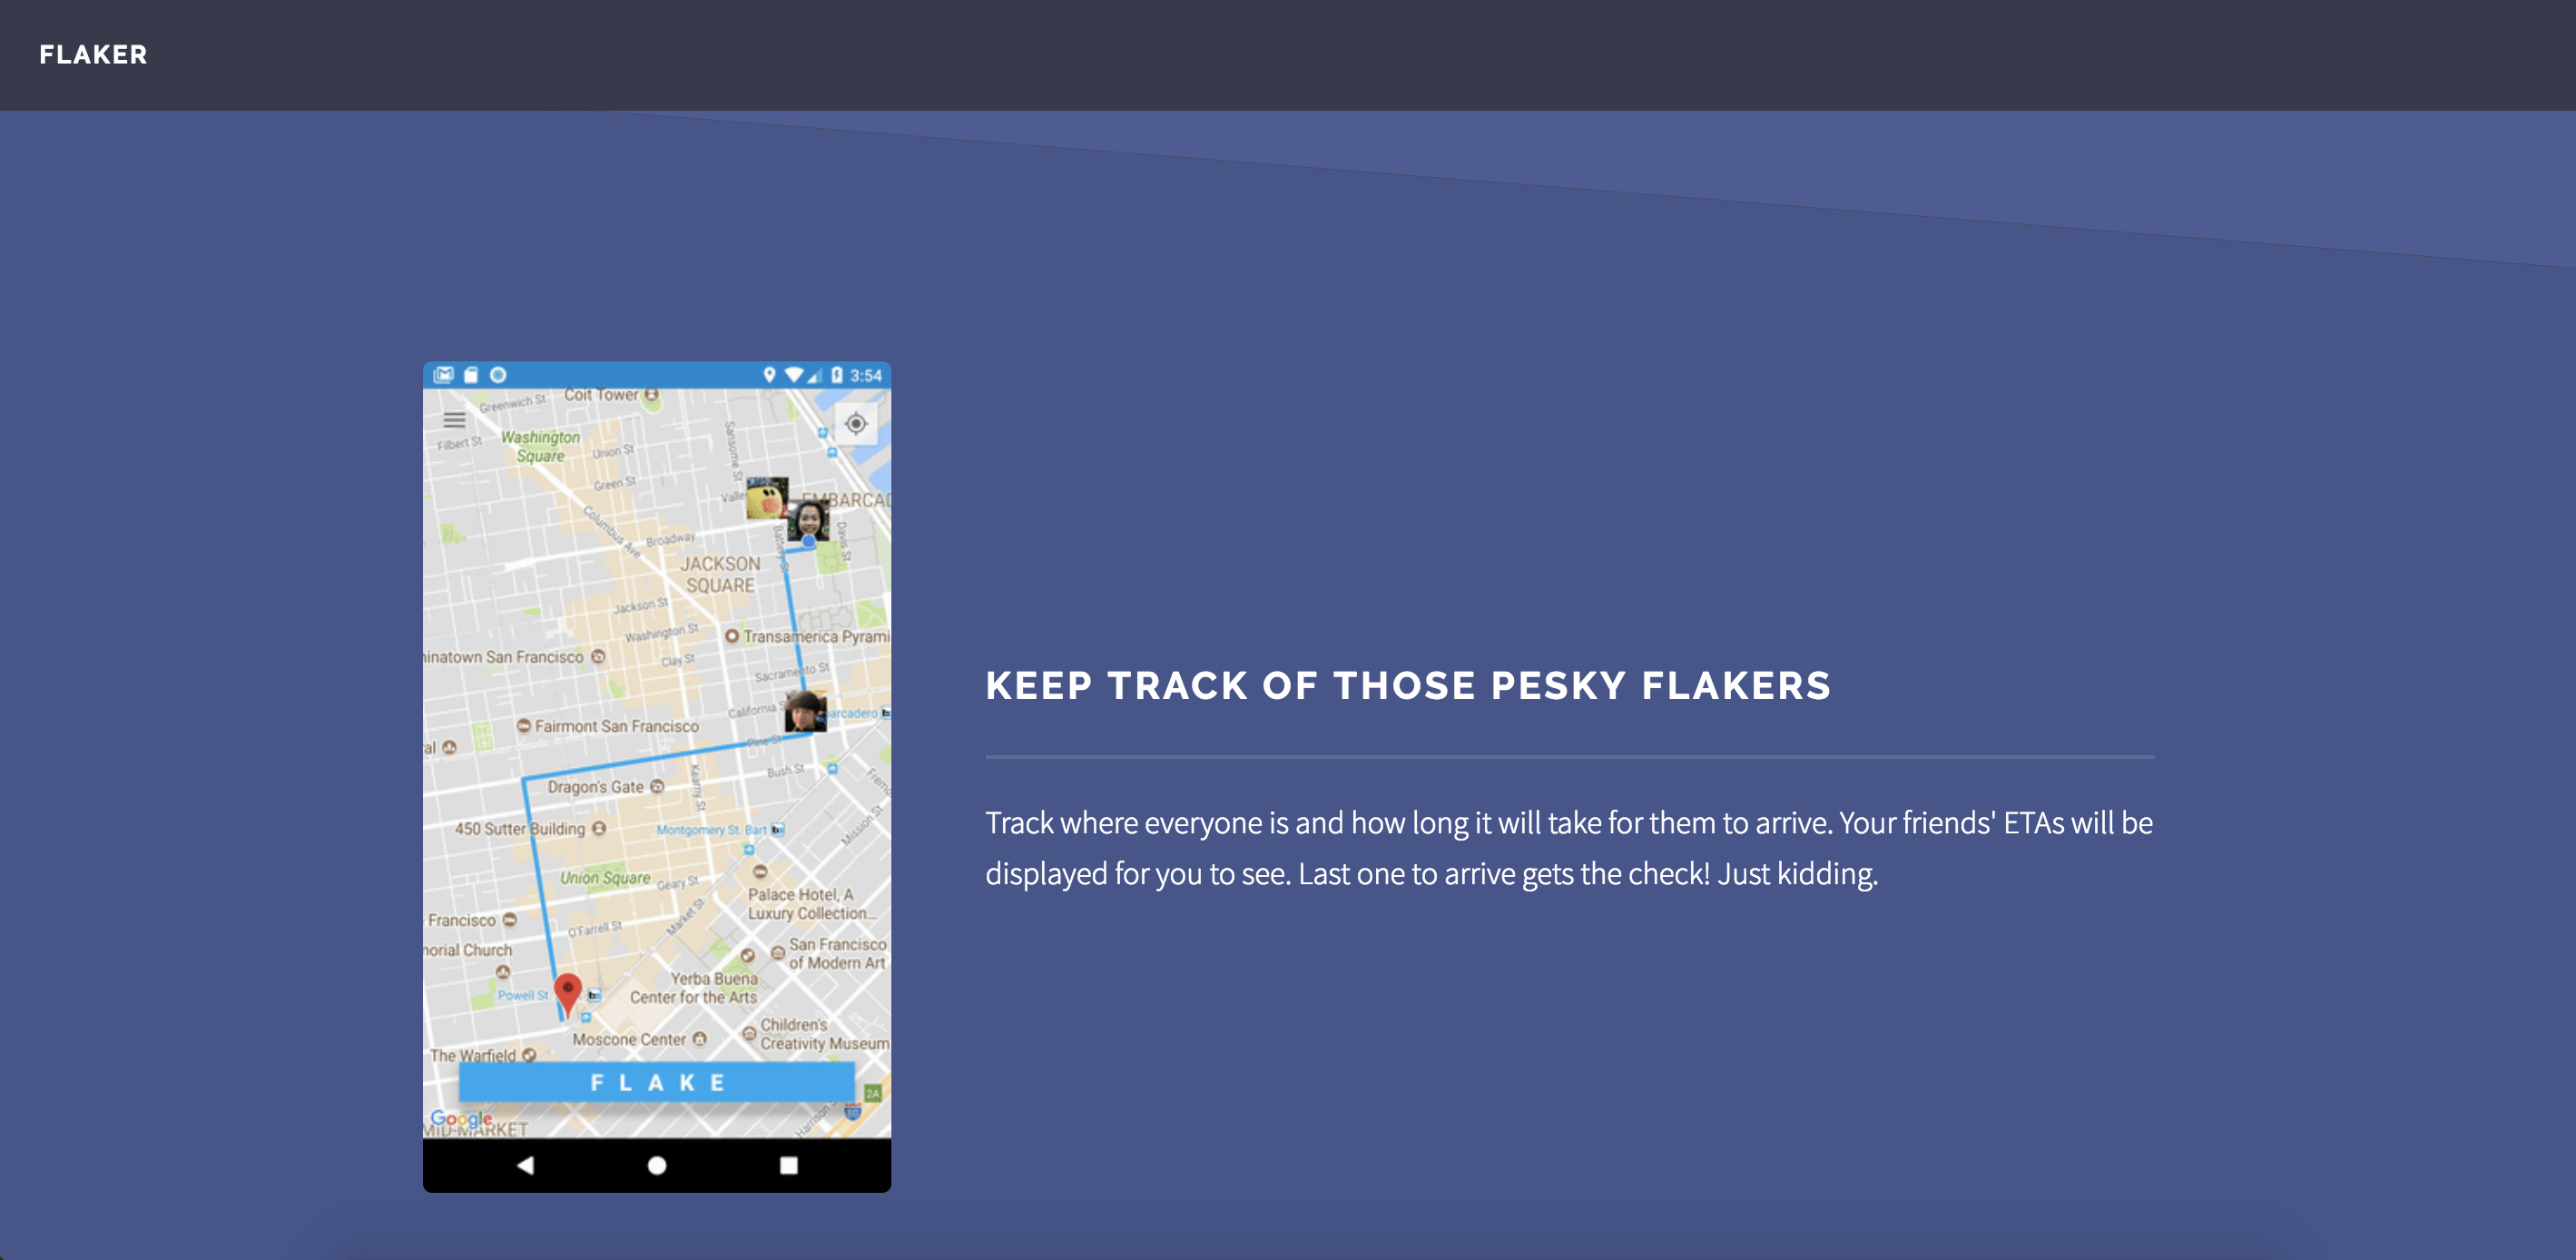 FLAKER
3:54
Coit Tower
Greenwich St
Washington
Square
Filbert St
Union St
Sansome St
Green St
EMBARCAD
Columbus Ave
Broadway
Battery St
Davis St
JACKSON
SQUARE
Jackson St
Washington St
Transamerica Pyrami
inatown San Francisco
Clay St
Sacramento St
California S
barcadero
Fairmont San Francisco
al
Pine St
Bush St
Kearny St
Dragon's Gate
Mission St
450 Sutter Building
Montgomery St. Bart
Union Square
Geary St
Palace Hotel, A
Luxury Collection...
Market St
Francisco
O'Farrell St
San Francisco
of Modern Art
norial Church
Yerba Buena
Center for the Arts
Powell St
Children's
Creativity Museum
Moscone Center
The Warfield
FLAKE
2A
80
Google
MID-MARKET
Harrison S
KEEP TRACK OF THOSE PESKY FLAKERS
Track where everyone is and how long it will take for them to arrive. Your friends' ETAs will be
displayed for you to see. Last one to arrive gets the check! Just kidding.